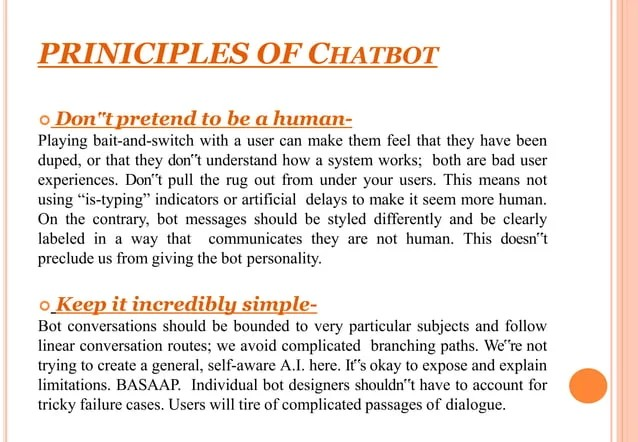 PRINICIPLES OF CHATBOT
Don‟t pretend to be a human-
Playing bait-and-switch with a user can make them feel that they have been
duped, or that they don‟t understand how a system works; both are bad user
experiences. Don‟t pull the rug out from under your users. This means not
using “is-typing” indicators or artificial delays to make it seem more human.
On the contrary, bot messages should be styled differently and be clearly
labeled in a way that communicates they are not human. This doesn‟t
preclude us from giving the bot personality.
Keep it incredibly simple-
Bot conversations should be bounded to very particular subjects and follow
linear conversation routes; we avoid complicated branching paths. We‟re not
trying to create a general, self-aware A.I. here. It‟s okay to expose and explain
limitations. BASAAP. Individual bot designers shouldn‟t have to account for
tricky failure cases. Users will tire of complicated passages of dialogue.